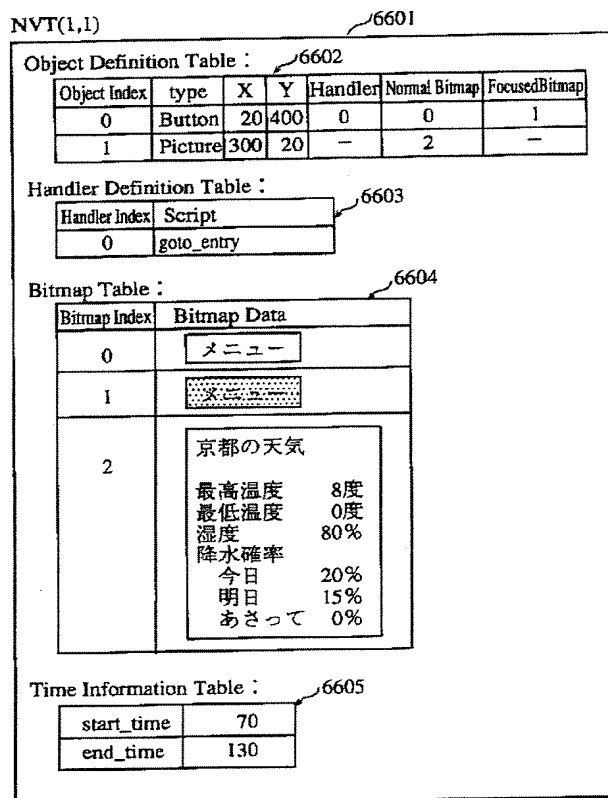 NVT(1,1)
6601
Object Definition Table :
6602
Object Index type X Y Handler Normal Bitmap FocusedBitmap
0 Button 20 400 0 0 1
1 Picture 300 20 — 2 —
Handler Definition Table :
6603
Handler Index Script
0 goto_entry
Bitmap Table :
6604
Bitmap Index Bitmap Data
0 メニュー
1 メニュー
2
京都の天気
最高温度 8度
最低温度 0度
湿度 80%
降水確率
今日 20%
明日 15%
あさって 0%
Time Information Table :
6605
start_time 70
end_time 130